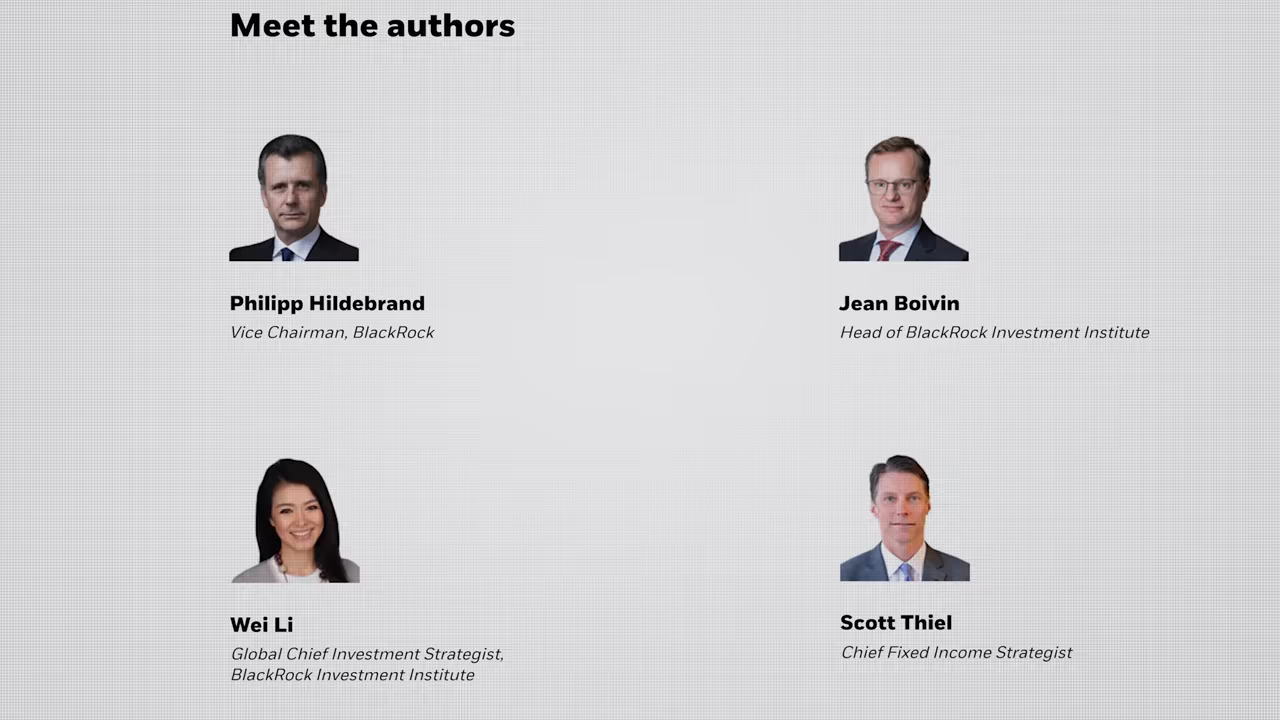 Meet the authors
Philipp Hildebrand
Vice Chairman, BlackRock
Jean Boivin
Head of BlackRock Investment Institute
Wei Li
Global Chief Investment Strategist,
BlackRock Investment Institute
Scott Thiel
Chief Fixed Income Strategist